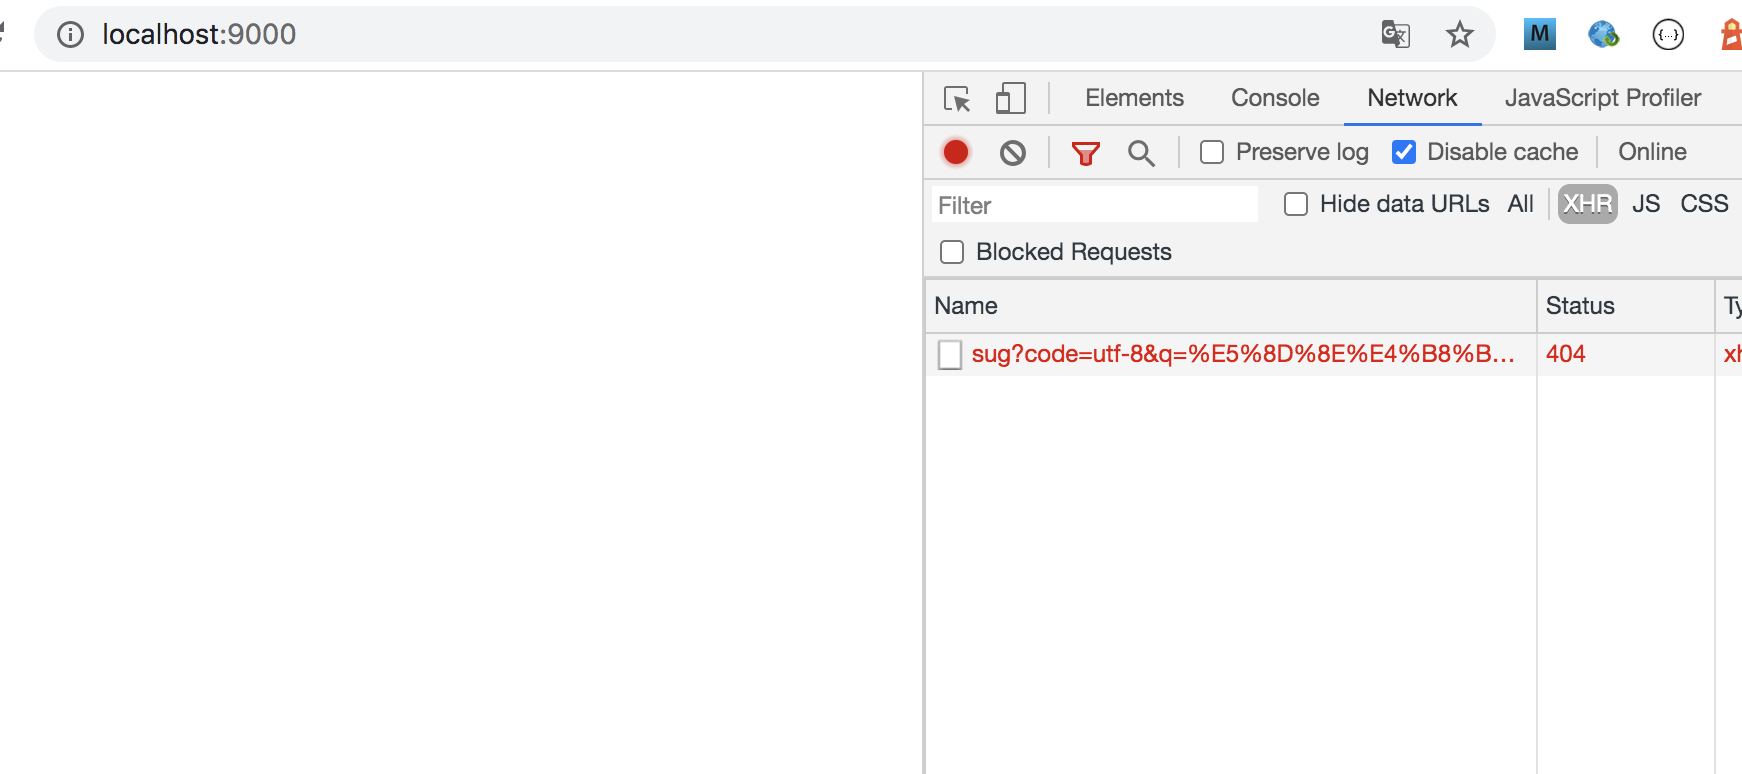 localhost:9000
M
{...}
Elements Console Network JavaScript Profiler
Preserve log Disable cache Online
Filter Hide data URLs All XHR JS CSS
Blocked Requests
Name Status Ty
sug?code=utf-8&q=%E5%8D%8E%E4%B8%B... 404 xh